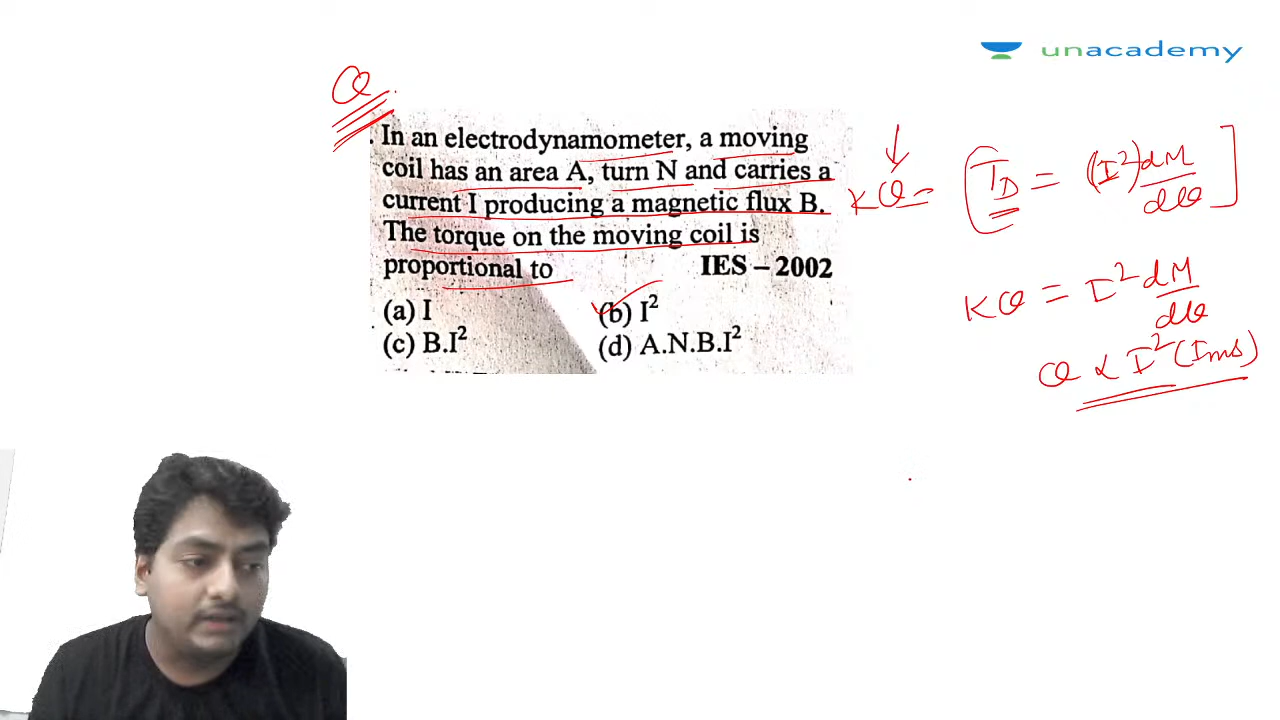 unacademy
Q.
. In an electrodynamometer, a moving
coil has an area A, turn N and carries a
current I producing a magnetic flux B.
The torque on the moving coil is
proportional to IES – 2002
(a) I (b) I²
(c) B.I² (d) A.N.B.I²
Kθ = [T_D = (I²) dM/dθ]
Kθ = I² dM/dθ
θ ∝ I² (Irms)